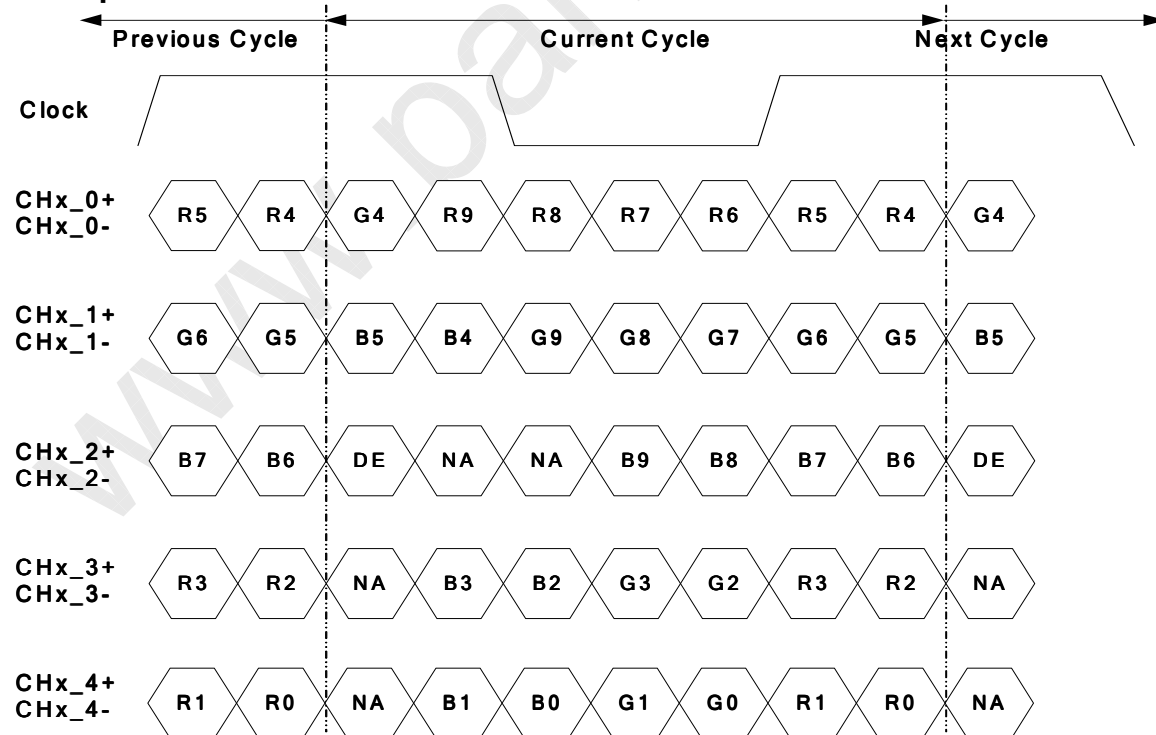 Previous Cycle Current Cycle Next Cycle
Clock
CHx_0+
CHx_0-
R5 R4 G4 R9 R8 R7 R6 R5 R4 G4
CHx_1+
CHx_1-
G6 G5 B5 B4 G9 G8 G7 G6 G5 B5
CHx_2+
CHx_2-
B7 B6 DE NA NA B9 B8 B7 B6 DE
CHx_3+
CHx_3-
R3 R2 NA B3 B2 G3 G2 R3 R2 NA
CHx_4+
CHx_4-
R1 R0 NA B1 B0 G1 G0 R1 R0 NA